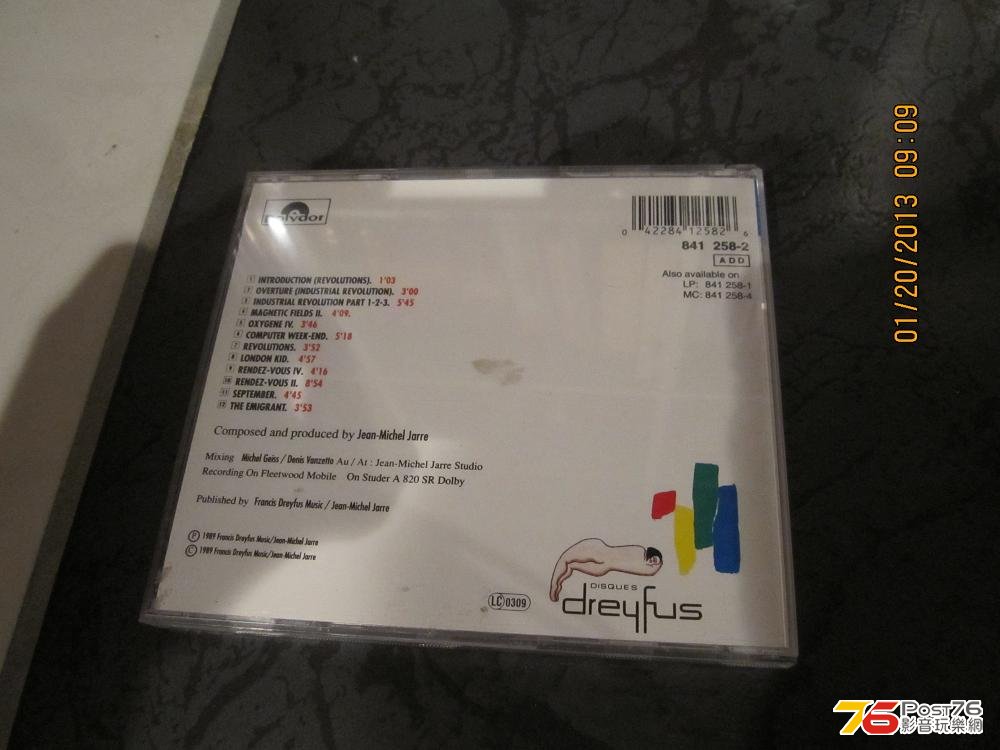 polydor
0 42284 12582 6
841 258-2
ADD
Also available on
LP: 841 258-1
MC: 841 258-4
1 INTRODUCTION (REVOLUTIONS). 1'03
2 OVERTURE (INDUSTRIAL REVOLUTION). 3'00
3 INDUSTRIAL REVOLUTION PART 1-2-3. 5'45
4 MAGNETIC FIELDS II. 4'09.
5 OXYGENE IV. 3'46
6 COMPUTER WEEK-END. 5'18
7 REVOLUTIONS. 3'52
8 LONDON KID. 4'57
9 RENDEZ-VOUS IV. 4'16
10 RENDEZ-VOUS II. 8'54
11 SEPTEMBER. 4'45
12 THE EMIGRANT. 3'53
Composed and produced by Jean-Michel Jarre
Mixing Michel Geiss / Denis Vanzetto Au / At : Jean-Michel Jarre Studio
Recording On Fleetwood Mobile On Studer A 820 SR Dolby
Published by Francis Dreyfus Music / Jean-Michel Jarre
Ⓟ 1989 Francis Dreyfus Music/Jean-Michel Jarre
© 1989 Francis Dreyfus Music/Jean-Michel Jarre
LC 0309
DISQUES
dreyfus
01/20/2013 09:09
76 Post76
影音玩樂網